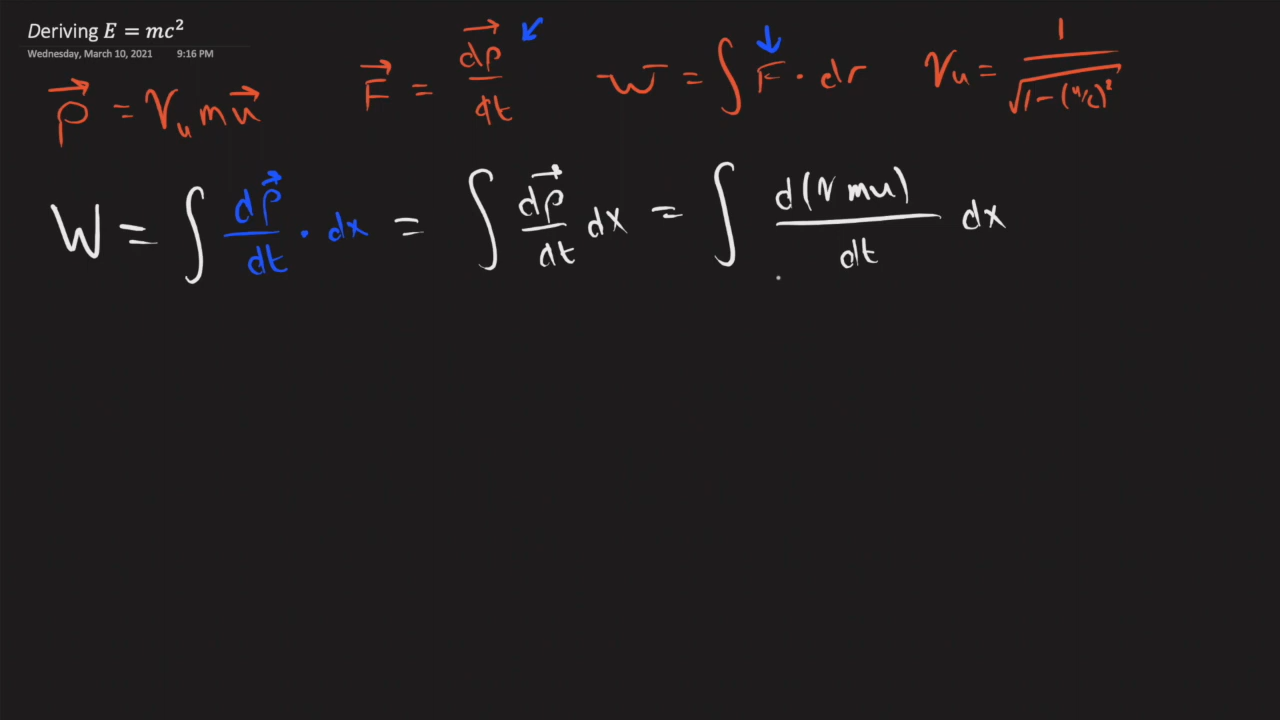 Deriving E = mc²
Wednesday, March 10, 2021 9:16 PM
p⃗ = γᵤ m u⃗ F⃗ = dp⃗/dt W = ∫ F · dr γᵤ = 1/√(1-(u/c)²)
W = ∫ dp⃗/dt · dx = ∫ dp⃗/dt dx = ∫ d(γmu)/dt dx